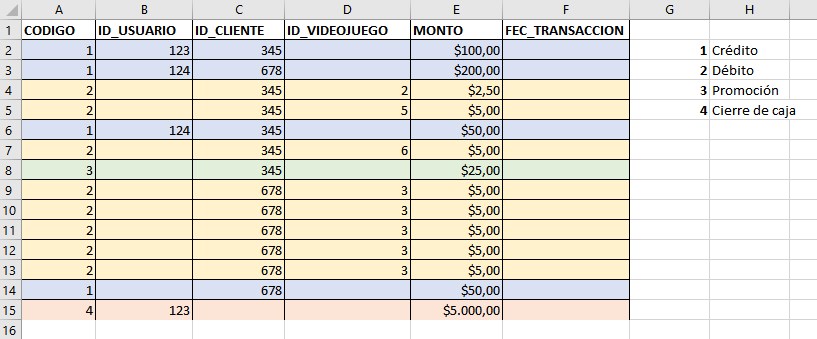 A B C D E F G H
1 CODIGO ID_USUARIO ID_CLIENTE ID_VIDEOJUEGO MONTO FEC_TRANSACCION
2 1 123 345 $100,00 1 Crédito
3 1 124 678 $200,00 2 Débito
4 2 345 2 $2,50 3 Promoción
5 2 345 5 $5,00 4 Cierre de caja
6 1 124 345 $50,00
7 2 345 6 $5,00
8 3 345 $25,00
9 2 678 3 $5,00
10 2 678 3 $5,00
11 2 678 3 $5,00
12 2 678 3 $5,00
13 2 678 3 $5,00
14 1 678 $50,00
15 4 123 $5.000,00
16